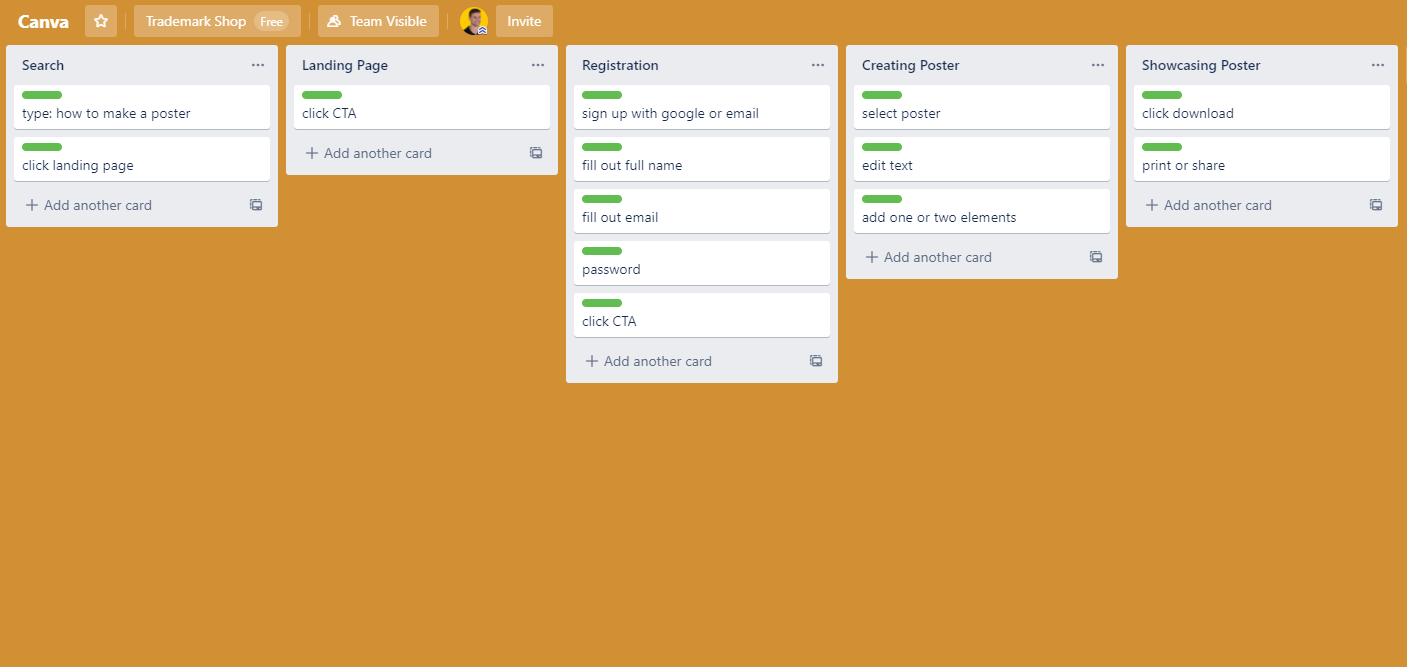 Canva
Trademark Shop Free
Team Visible
Invite
Search
type: how to make a poster
click landing page
Add another card
Landing Page
click CTA
Add another card
Registration
sign up with google or email
fill out full name
fill out email
password
click CTA
Add another card
Creating Poster
select poster
edit text
add one or two elements
Add another card
Showcasing Poster
click download
print or share
Add another card